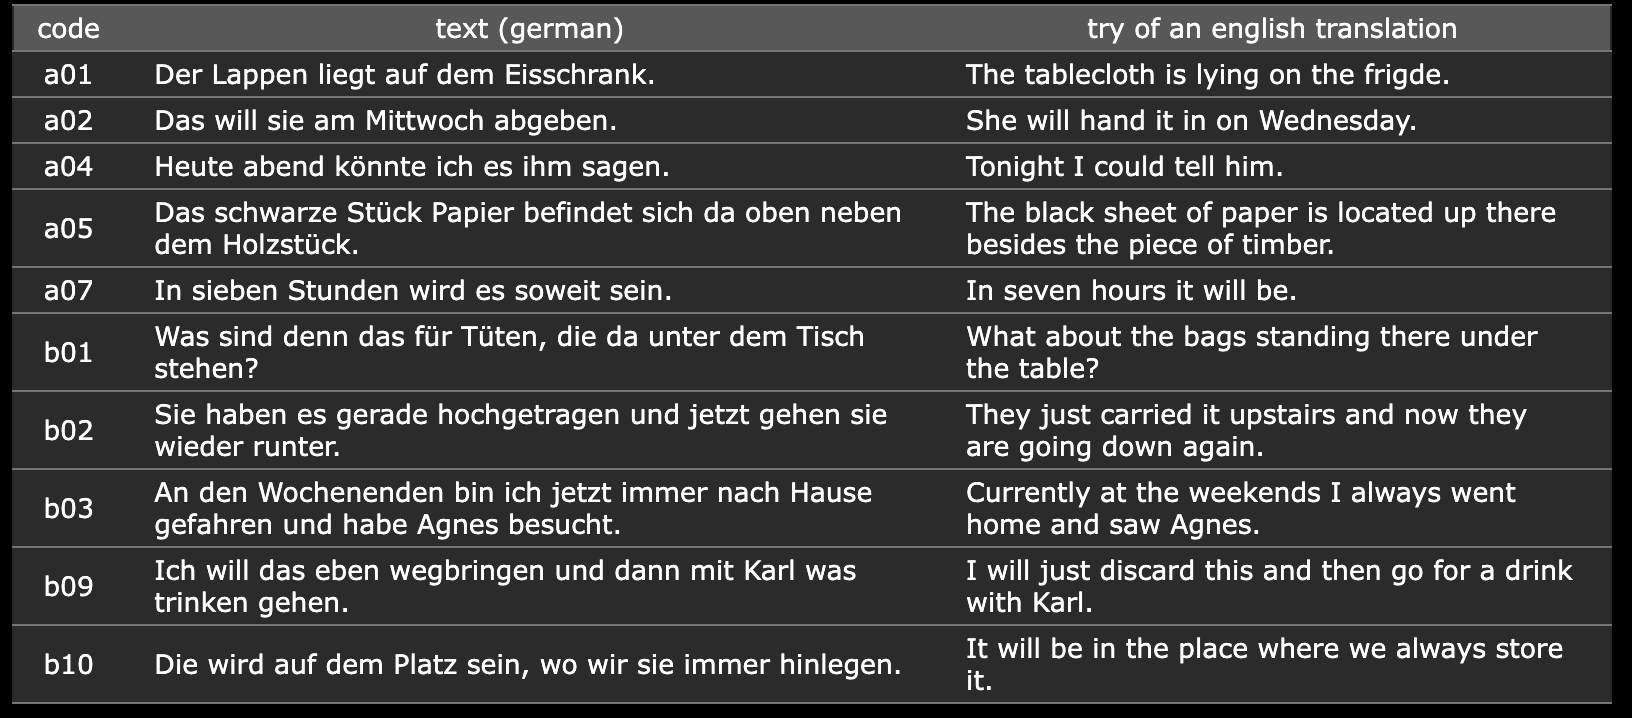 code text (german) try of an english translation
a01 Der Lappen liegt auf dem Eisschrank. The tablecloth is lying on the frigde.
a02 Das will sie am Mittwoch abgeben. She will hand it in on Wednesday.
a04 Heute abend könnte ich es ihm sagen. Tonight I could tell him.
a05 Das schwarze Stück Papier befindet sich da oben neben
dem Holzstück. The black sheet of paper is located up there
besides the piece of timber.
a07 In sieben Stunden wird es soweit sein. In seven hours it will be.
b01 Was sind denn das für Tüten, die da unter dem Tisch
stehen? What about the bags standing there under
the table?
b02 Sie haben es gerade hochgetragen und jetzt gehen sie
wieder runter. They just carried it upstairs and now they
are going down again.
b03 An den Wochenenden bin ich jetzt immer nach Hause
gefahren und habe Agnes besucht. Currently at the weekends I always went
home and saw Agnes.
b09 Ich will das eben wegbringen und dann mit Karl was
trinken gehen. I will just discard this and then go for a drink
with Karl.
b10 Die wird auf dem Platz sein, wo wir sie immer hinlegen. It will be in the place where we always store
it.